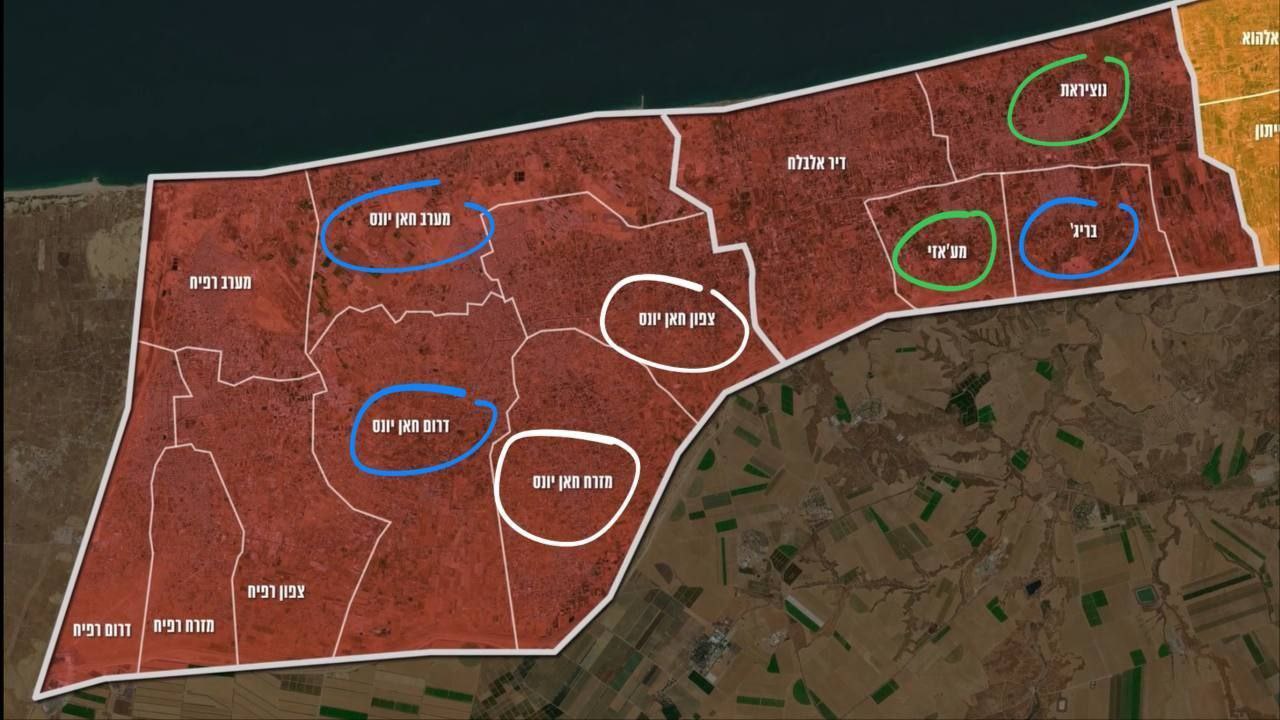 אלהוא
נוציראת
יתון
דיר אלבלח
מערב חאן יונס
בריג'
מע'אזי
מערב רפיח
צפון חאן יונס
דרום חאן יונס
מזרח חאן יונס
צפון רפיח
מזרח רפיח
דרום רפיח